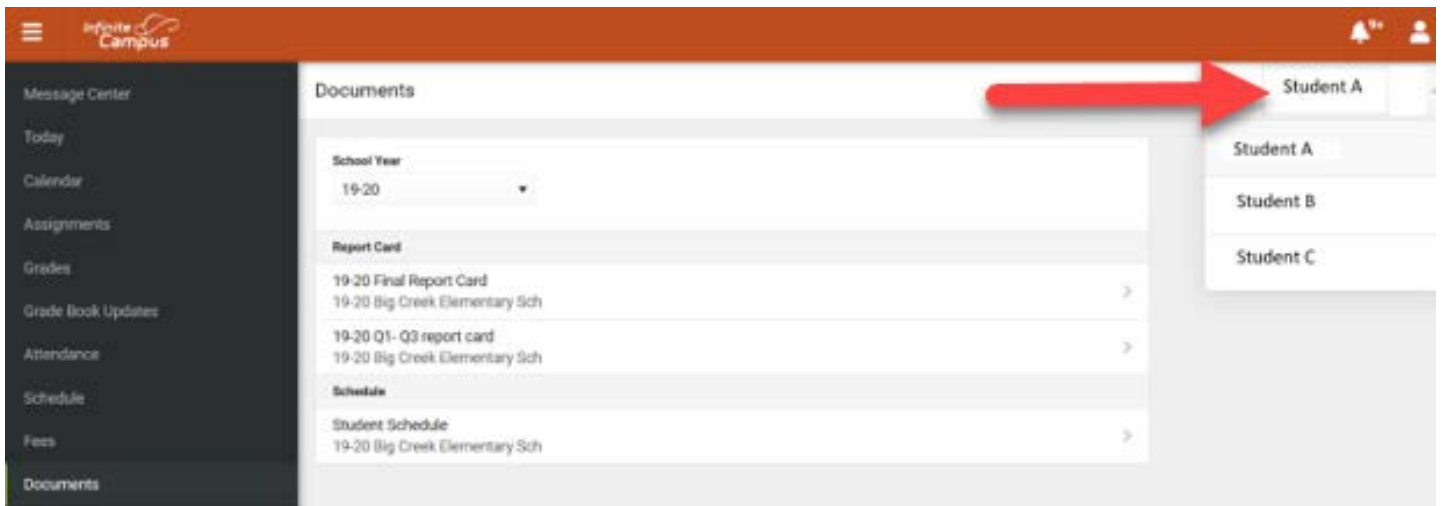 Infinite
Campus
9+
Message Center
Today
Calendar
Assignments
Grades
Grade Book Updates
Attendance
Schedule
Fees
Documents
Documents
School Year
19-20
Report Card
19-20 Final Report Card
19-20 Big Creek Elementary Sch
19-20 Q1- Q3 report card
19-20 Big Creek Elementary Sch
Schedule
Student Schedule
19-20 Big Creek Elementary Sch
Student A
Student A
Student B
Student C